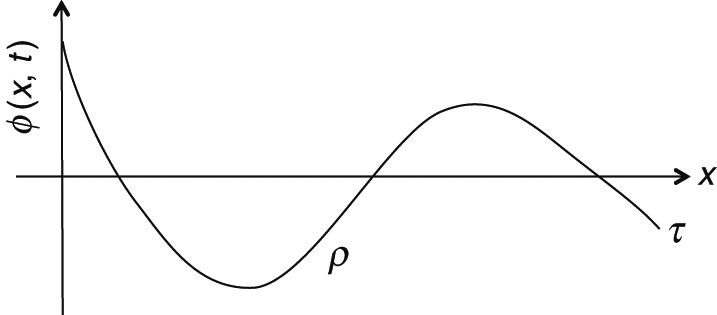 ϕ (x, t)
x
ρ
τ